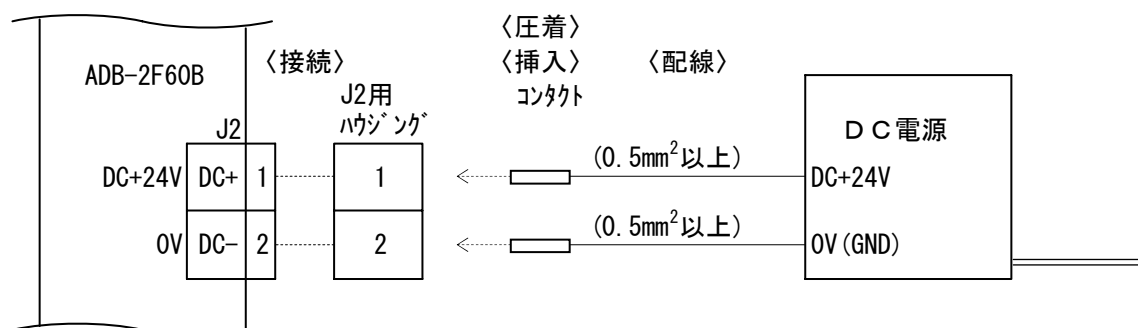 〈圧着〉
ADB-2F60B 〈接続〉 〈挿入〉 〈配線〉
J2用 コンタクト
J2 ハウジング DC電源
DC+24V DC+ 1 1 (0.5mm²以上) DC+24V
0V DC- 2 2 (0.5mm²以上) 0V(GND)